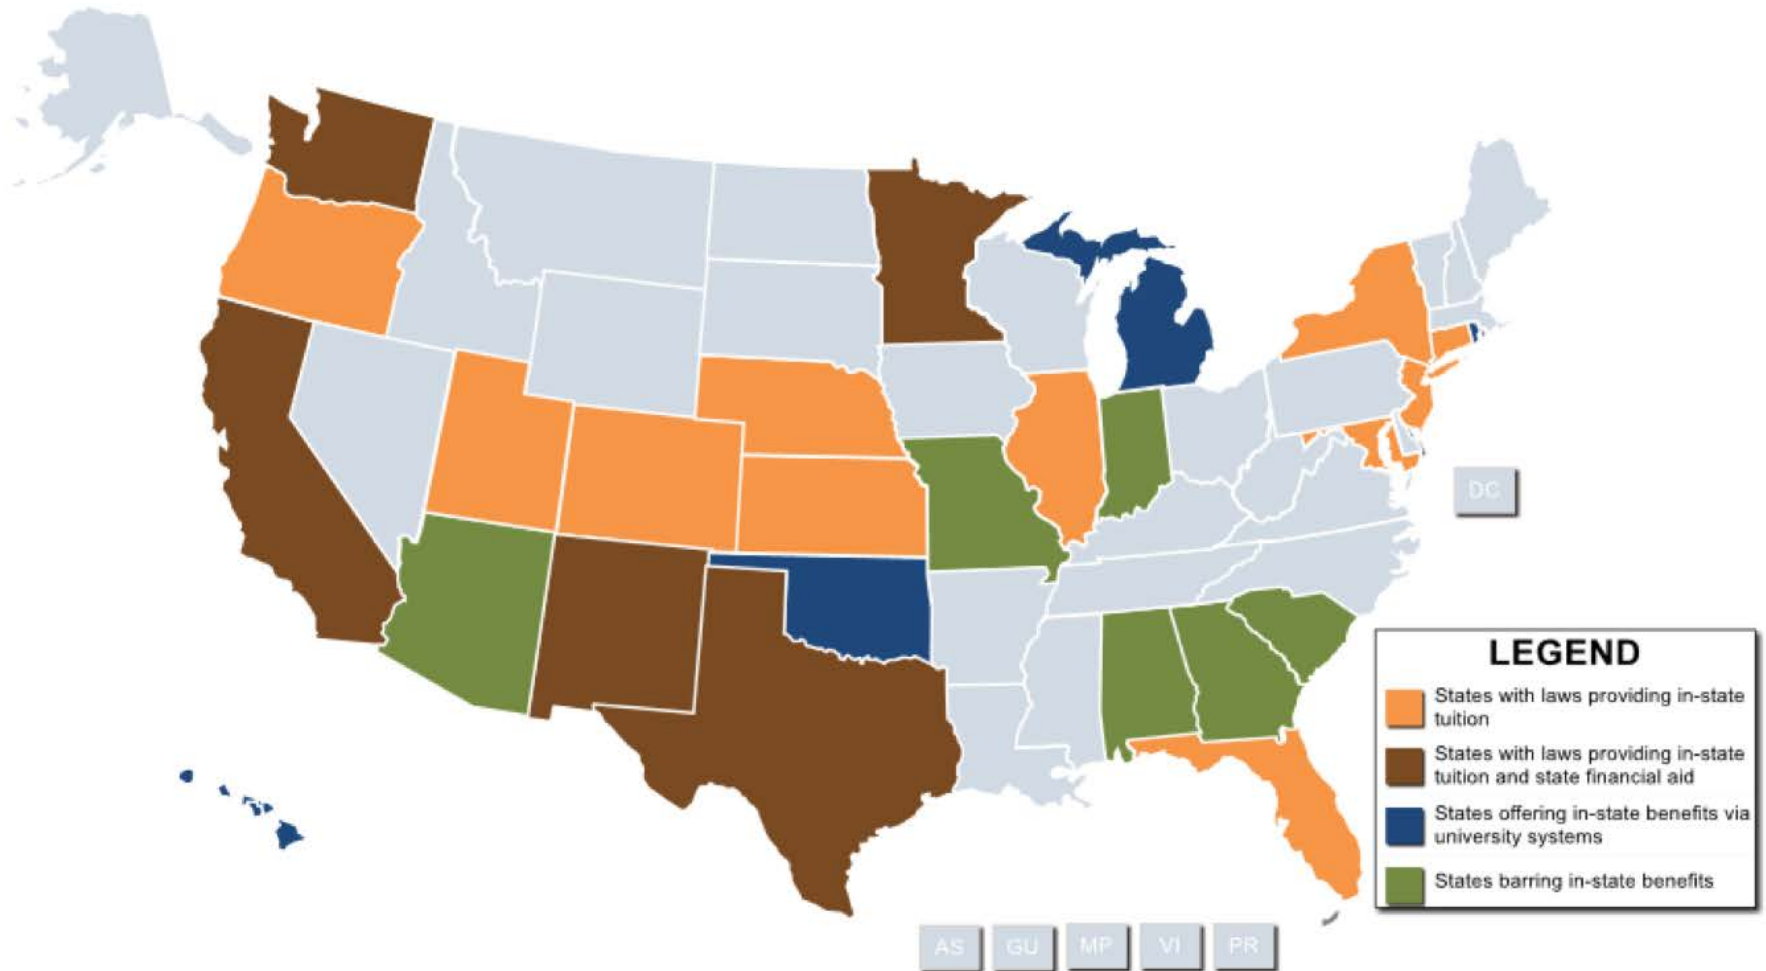 DC
LEGEND
States with laws providing in-state
tuition
States with laws providing in-state
tuition and state financial aid
States offering in-state benefits via
university systems
States barring in-state benefits
AS
GU
MP
VI
PR